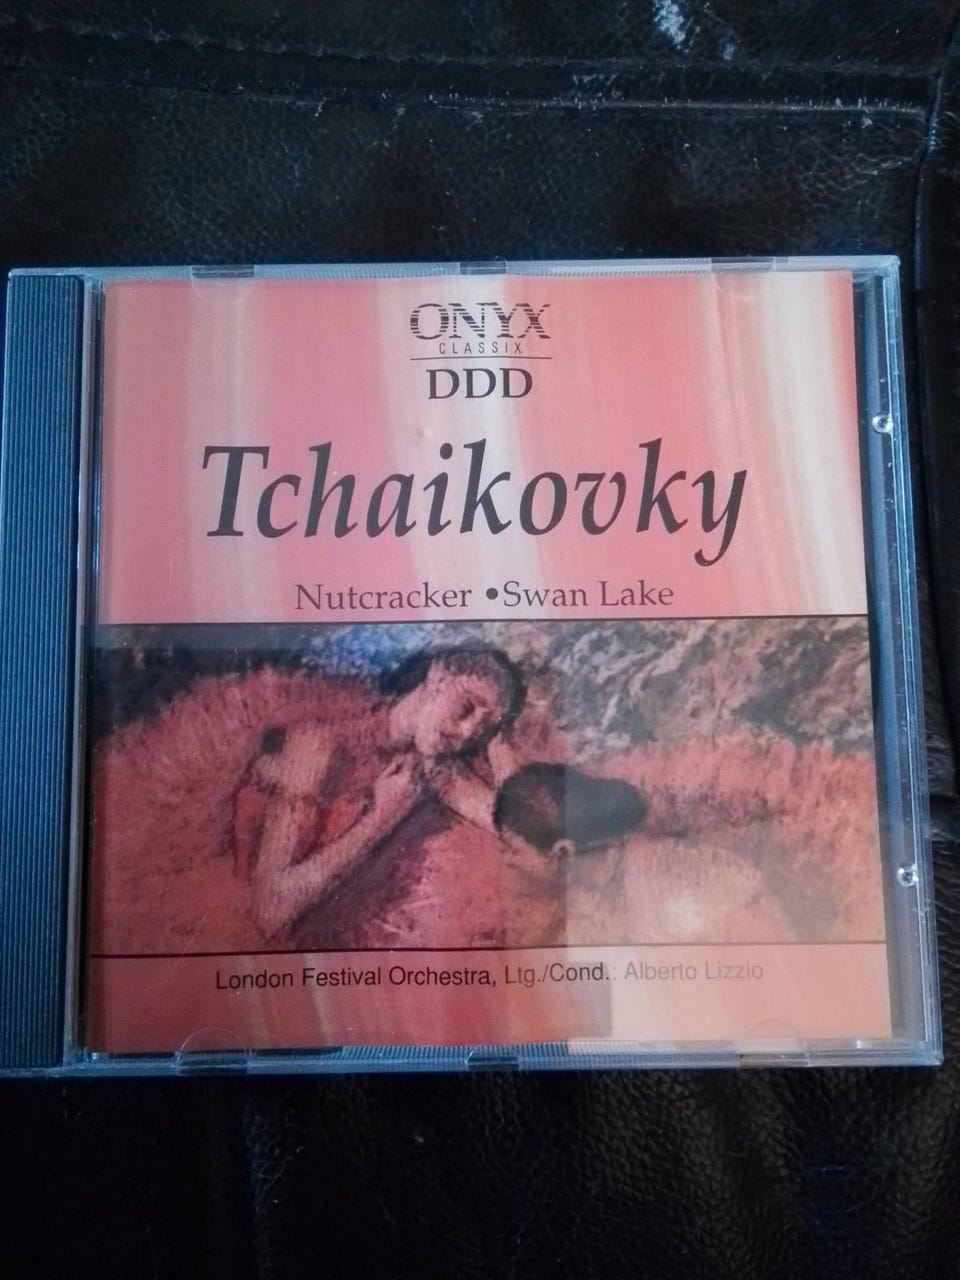 ONYX
CLASSIX
DDD
Tchaikovky
Nutcracker •Swan Lake
London Festival Orchestra, Ltg./Cond.: Alberto Lizzio